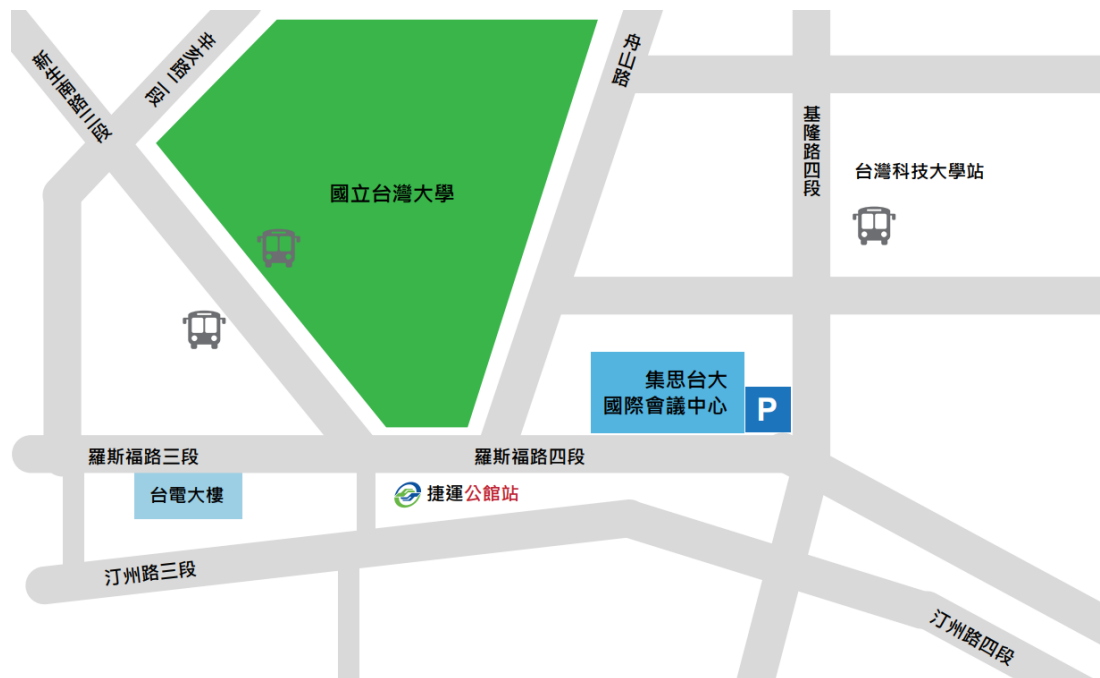 新生南路三段
辛亥路二段
舟山路
基隆路四段
台灣科技大學站
國立台灣大學
集思台大
國際會議中心
P
羅斯福路三段
羅斯福路四段
台電大樓
捷運公館站
汀州路三段
汀州路四段